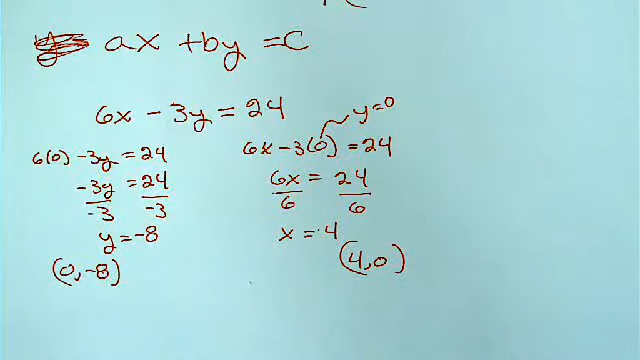 ax + by = C
6x - 3y = 24
y=0
6(0) - 3y = 24
-3y = 24
-3 -3
y = -8
(0, -8)
6x - 3(0) = 24
6x = 24
6 6
x = 4
(4, 0)